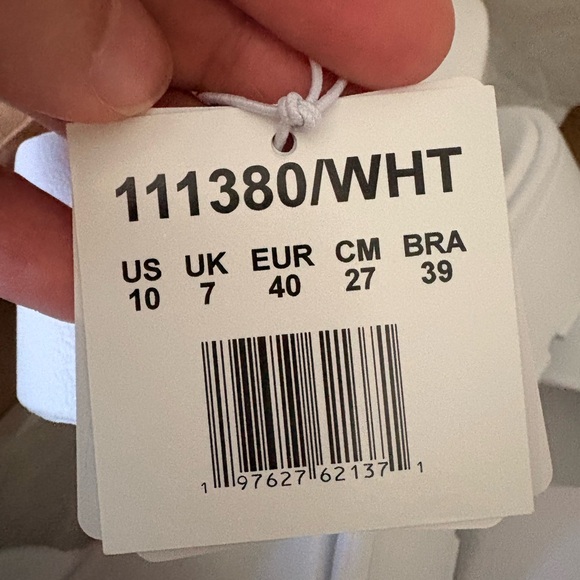 111380/WHT
US UK EUR CM BRA
10 7 40 27 39
1 97627 62137 1